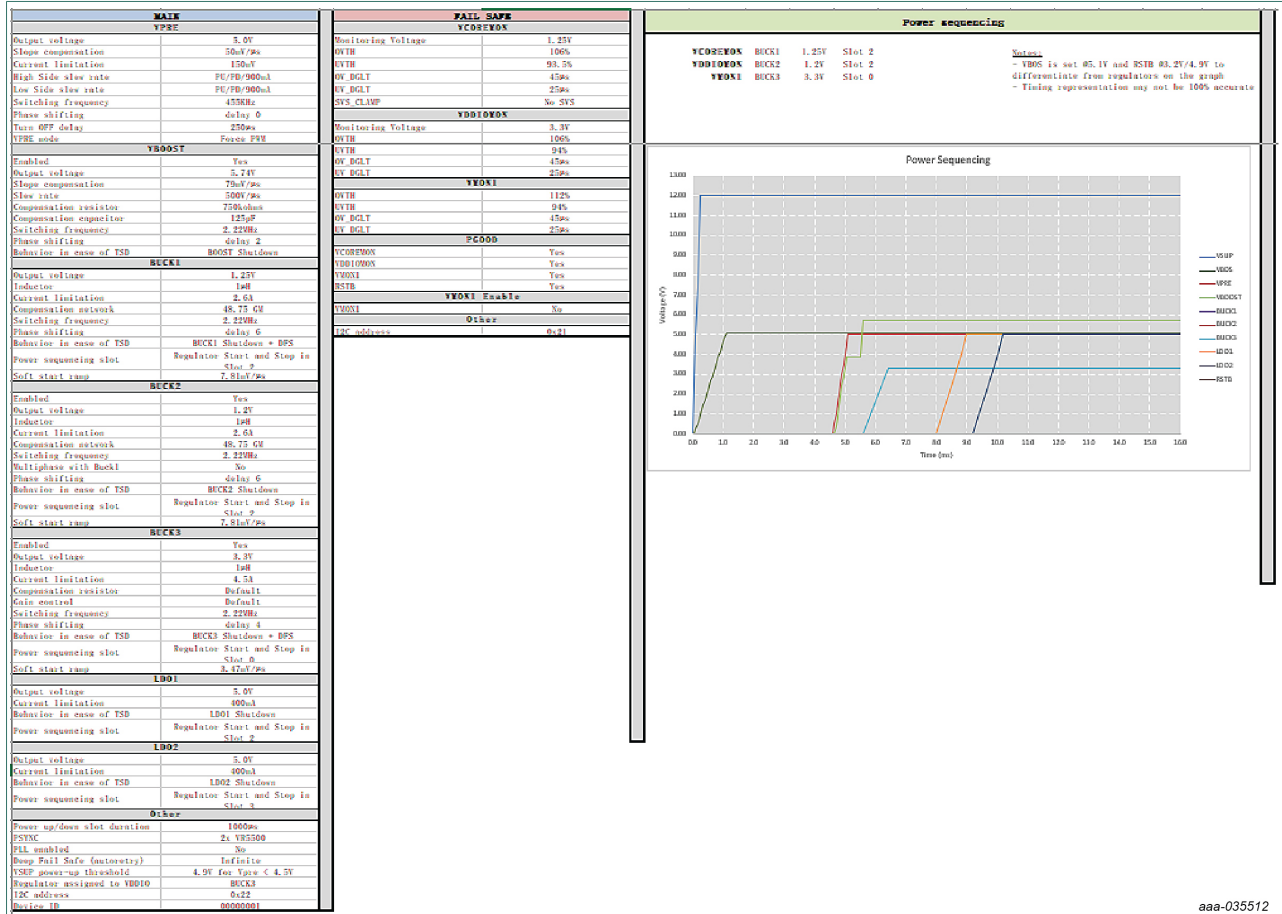 MAIN
VPRE
Output voltage 5.0V
Slope compensation 50mV/µs
Current limitation 150mV
High Side slew rate PU/PD/900mA
Low Side slew rate PU/PD/900mA
Switching frequency 455KHz
Phase shifting delay 0
Turn OFF delay 250µs
VPRE mode Force PWM
VBOOST
Enabled Yes
Output voltage 5.74V
Slope compensation 79mV/µs
Slew rate 500V/µs
Compensation resistor 750kohms
Compensation capacitor 125pF
Switching frequency 2.22MHz
Phase shifting delay 2
Behavior in case of TSD BOOST Shutdown
BUCK1
Output voltage 1.25V
Inductor 1µH
Current limitation 2.6A
Compensation network 48.75 GM
Switching frequency 2.22MHz
Phase shifting delay 6
Behavior in case of TSD BUCK1 Shutdown + DFS
Power sequencing slot Regulator Start and Stop in
Slot 2
Soft start ramp 7.81mV/µs
BUCK2
Enabled Yes
Output voltage 1.2V
Inductor 1µH
Current limitation 2.6A
Compensation network 48.75 GM
Switching frequency 2.22MHz
Multiphase with Buck1 No
Phase shifting delay 6
Behavior in case of TSD BUCK2 Shutdown
Power sequencing slot Regulator Start and Stop in
Slot 2
Soft start ramp 7.81mV/µs
BUCK3
Enabled Yes
Output voltage 3.3V
Inductor 1µH
Current limitation 4.5A
Compensation resistor Default
Gain control Default
Switching frequency 2.22MHz
Phase shifting delay 4
Behavior in case of TSD BUCK3 Shutdown + DFS
Power sequencing slot Regulator Start and Stop in
Slot 0
Soft start ramp 3.47mV/µs
LDO1
Output voltage 5.0V
Current limitation 400mA
Behavior in case of TSD LDO1 Shutdown
Power sequencing slot Regulator Start and Stop in
Slot 2
LDO2
Output voltage 5.0V
Current limitation 400mA
Behavior in case of TSD LDO2 Shutdown
Power sequencing slot Regulator Start and Stop in
Slot 3
Other
Power up/down slot duration 1000µs
PSYNC 2x VR5500
PLL enabled No
Deep Fail Safe (autoretry) Infinite
VSUP power-up threshold 4.9V for Vpre < 4.5V
Regulator assigned to VDDIO BUCK3
I2C address 0x22
Device ID 00000001
FAIL SAFE
VCOREMON
Monitoring Voltage 1.25V
OVTH 106%
UVTH 93.5%
OV_DGLT 45µs
UV_DGLT 25µs
SVS_CLAMP No SVS
VDDIOMON
Monitoring Voltage 3.3V
OVTH 106%
UVTH 94%
OV_DGLT 45µs
UV_DGLT 25µs
VMON1
OVTH 112%
UVTH 94%
OV_DGLT 45µs
UV_DGLT 25µs
PGOOD
VCOREMON Yes
VDDIOMON Yes
VMON1 Yes
RSTB Yes
VMON1 Enable
VMON1 No
Other
I2C address 0x21
Power sequencing
VCOREMON BUCK1 1.25V Slot 2
VDDIOMON BUCK2 1.2V Slot 2
VMON1 BUCK3 3.3V Slot 0
Notes:
- VBOS is set @5.1V and RSTB @3.2V/4.9V to
differentiate from regulators on the graph
- Timing representation may not be 100% accurate
Power Sequencing
Voltage (V)
13.00
12.00
11.00
10.00
9.00
8.00
7.00
6.00
5.00
4.00
3.00
2.00
1.00
0.00
0.0 1.0 2.0 3.0 4.0 5.0 6.0 7.0 8.0 9.0 10.0 11.0 12.0 13.0 14.0 15.0 16.0
Time (ms)
VSUP
VBOS
VPRE
VBOOST
BUCK1
BUCK2
BUCK3
LDO1
LDO2
RSTB
aaa-035512